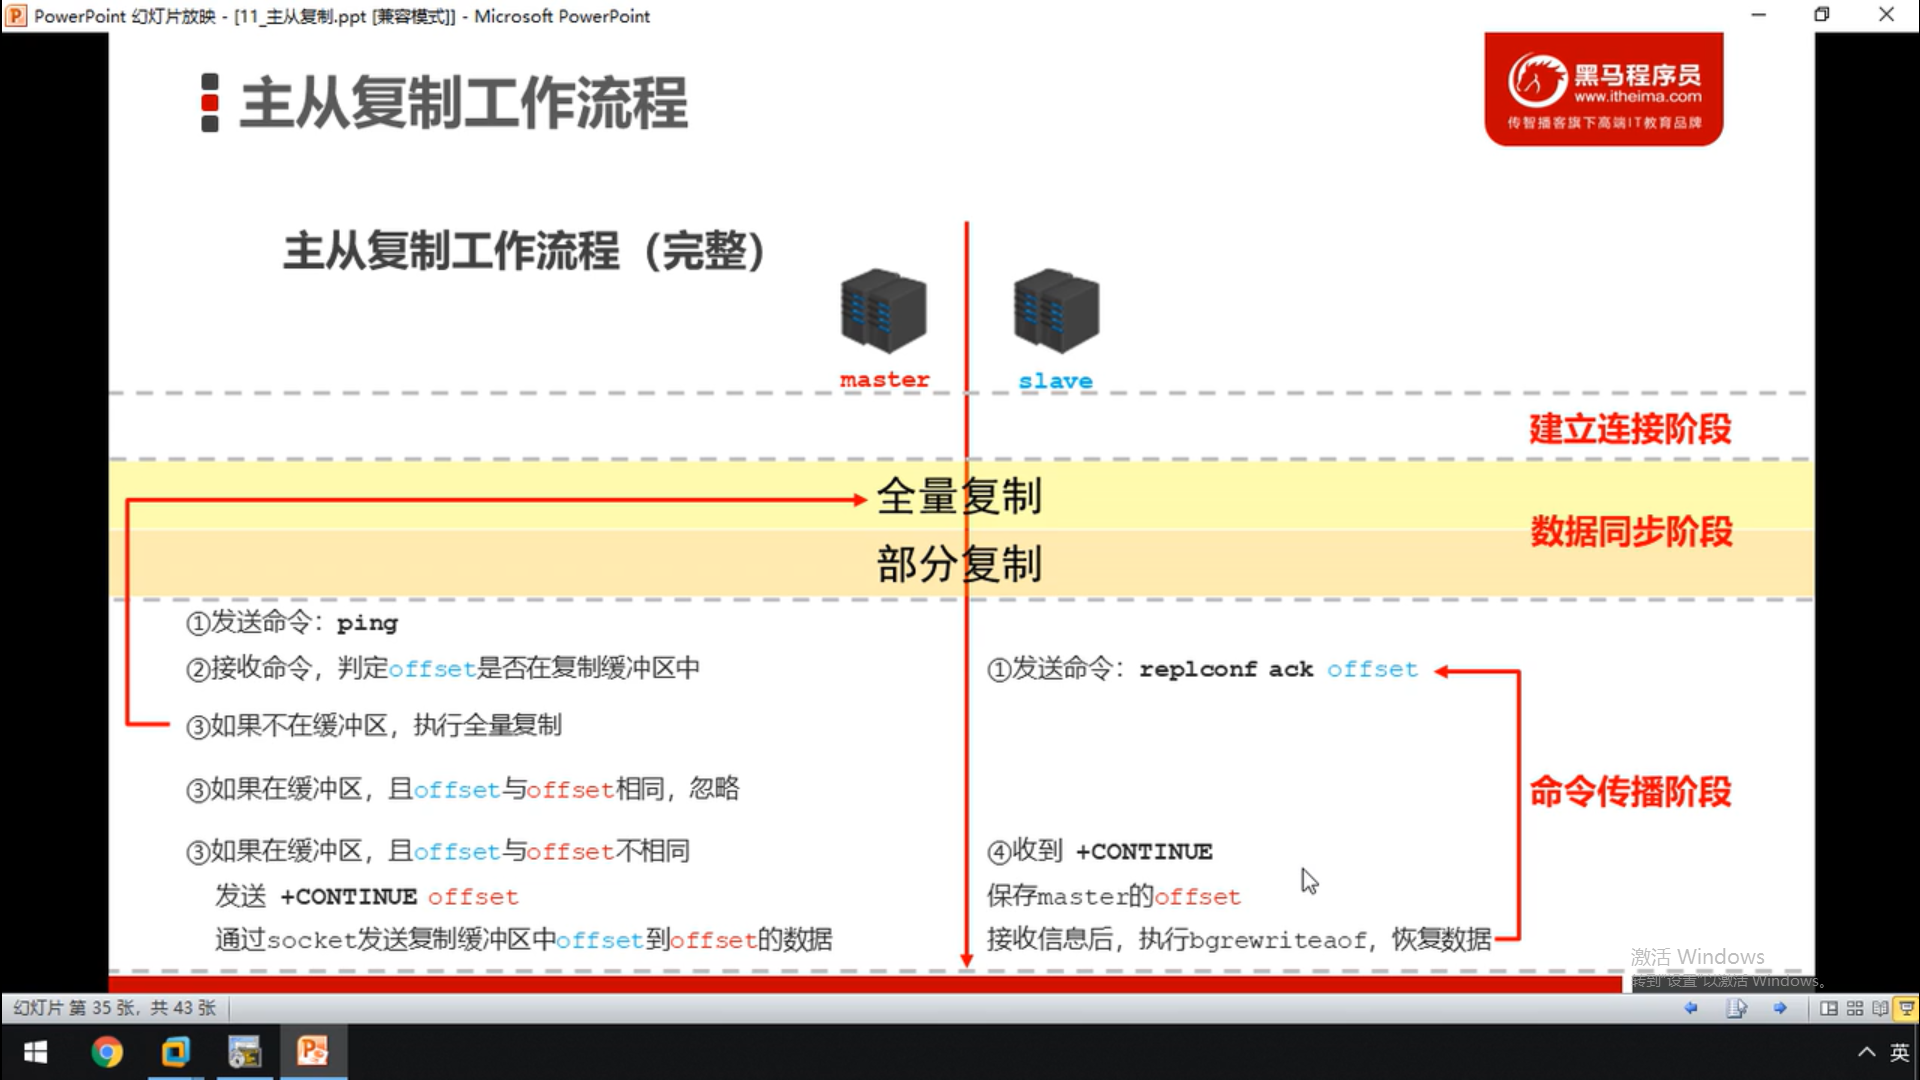 PowerPoint 幻灯片放映 - [11_主从复制.ppt [兼容模式]] - Microsoft PowerPoint
主从复制工作流程
黑马程序员
www.itheima.com
传智播客旗下高端IT教育品牌
主从复制工作流程（完整）
master
slave
建立连接阶段
全量复制
数据同步阶段
部分复制
①发送命令：ping
②接收命令，判定offset是否在复制缓冲区中
①发送命令：replconf ack offset
③如果不在缓冲区，执行全量复制
③如果在缓冲区，且offset与offset相同，忽略
命令传播阶段
③如果在缓冲区，且offset与offset不相同
发送 +CONTINUE offset
通过socket发送复制缓冲区中offset到offset的数据
④收到 +CONTINUE
保存master的offset
接收信息后，执行bgrewriteaof，恢复数据
激活 Windows
转到"设置"以激活 Windows。
幻灯片 第 35 张，共 43 张
英